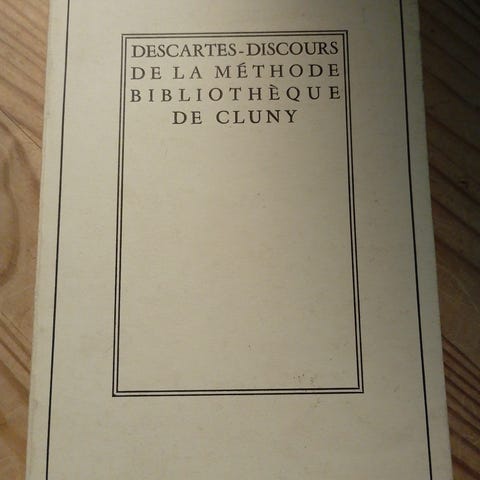 DESCARTES-DISCOURS
DE LA MÉTHODE
BIBLIOTHÈQUE
DE CLUNY